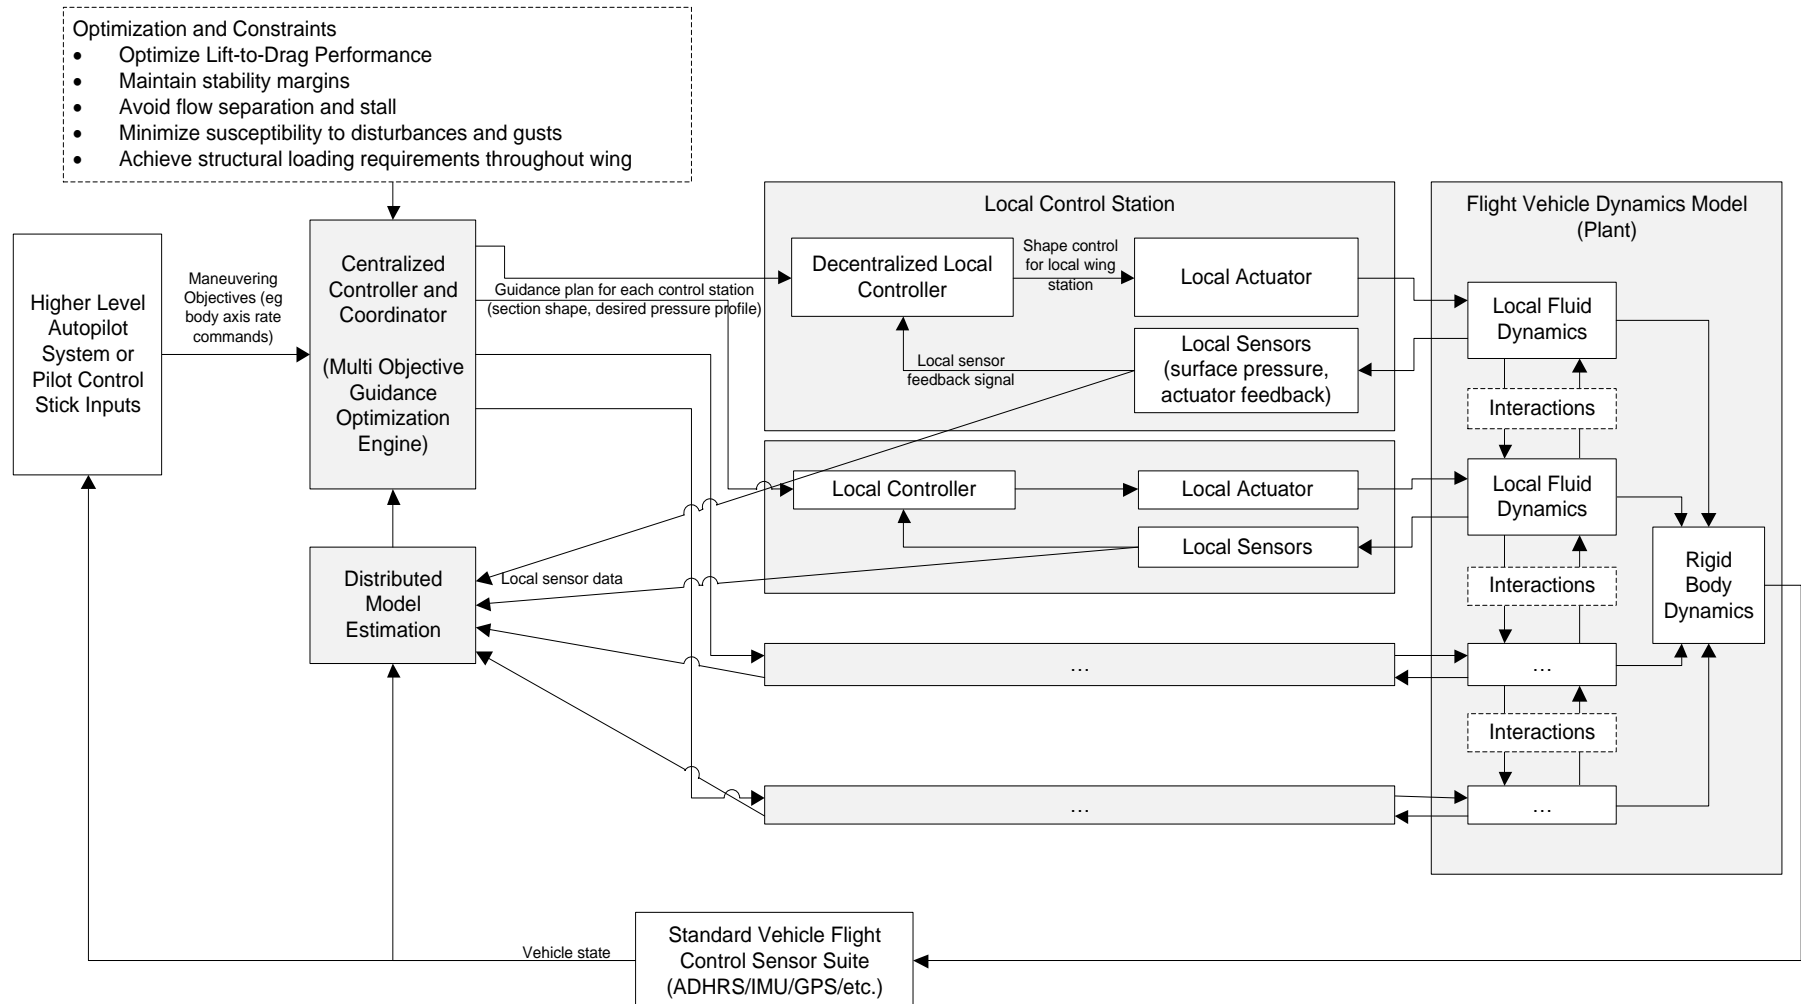 Optimization and Constraints
• Optimize Lift-to-Drag Performance
• Maintain stability margins
• Avoid flow separation and stall
• Minimize susceptibility to disturbances and gusts
• Achieve structural loading requirements throughout wing
Higher Level
Autopilot
System or
Pilot Control
Stick Inputs
Maneuvering
Objectives (eg
body axis rate
commands)
Centralized
Controller and
Coordinator
(Multi Objective
Guidance
Optimization
Engine)
Guidance plan for each control station
(section shape, desired pressure profile)
Local Control Station
Decentralized Local
Controller
Shape control
for local wing
station
Local Actuator
Local Sensors
(surface pressure,
actuator feedback)
Local sensor
feedback signal
Local Controller
Local Actuator
Local Sensors
Flight Vehicle Dynamics Model
(Plant)
Local Fluid
Dynamics
Interactions
Local Fluid
Dynamics
Interactions
Rigid
Body
Dynamics
Distributed
Model
Estimation
Local sensor data
...
...
Interactions
...
...
Vehicle state
Standard Vehicle Flight
Control Sensor Suite
(ADHRS/IMU/GPS/etc.)